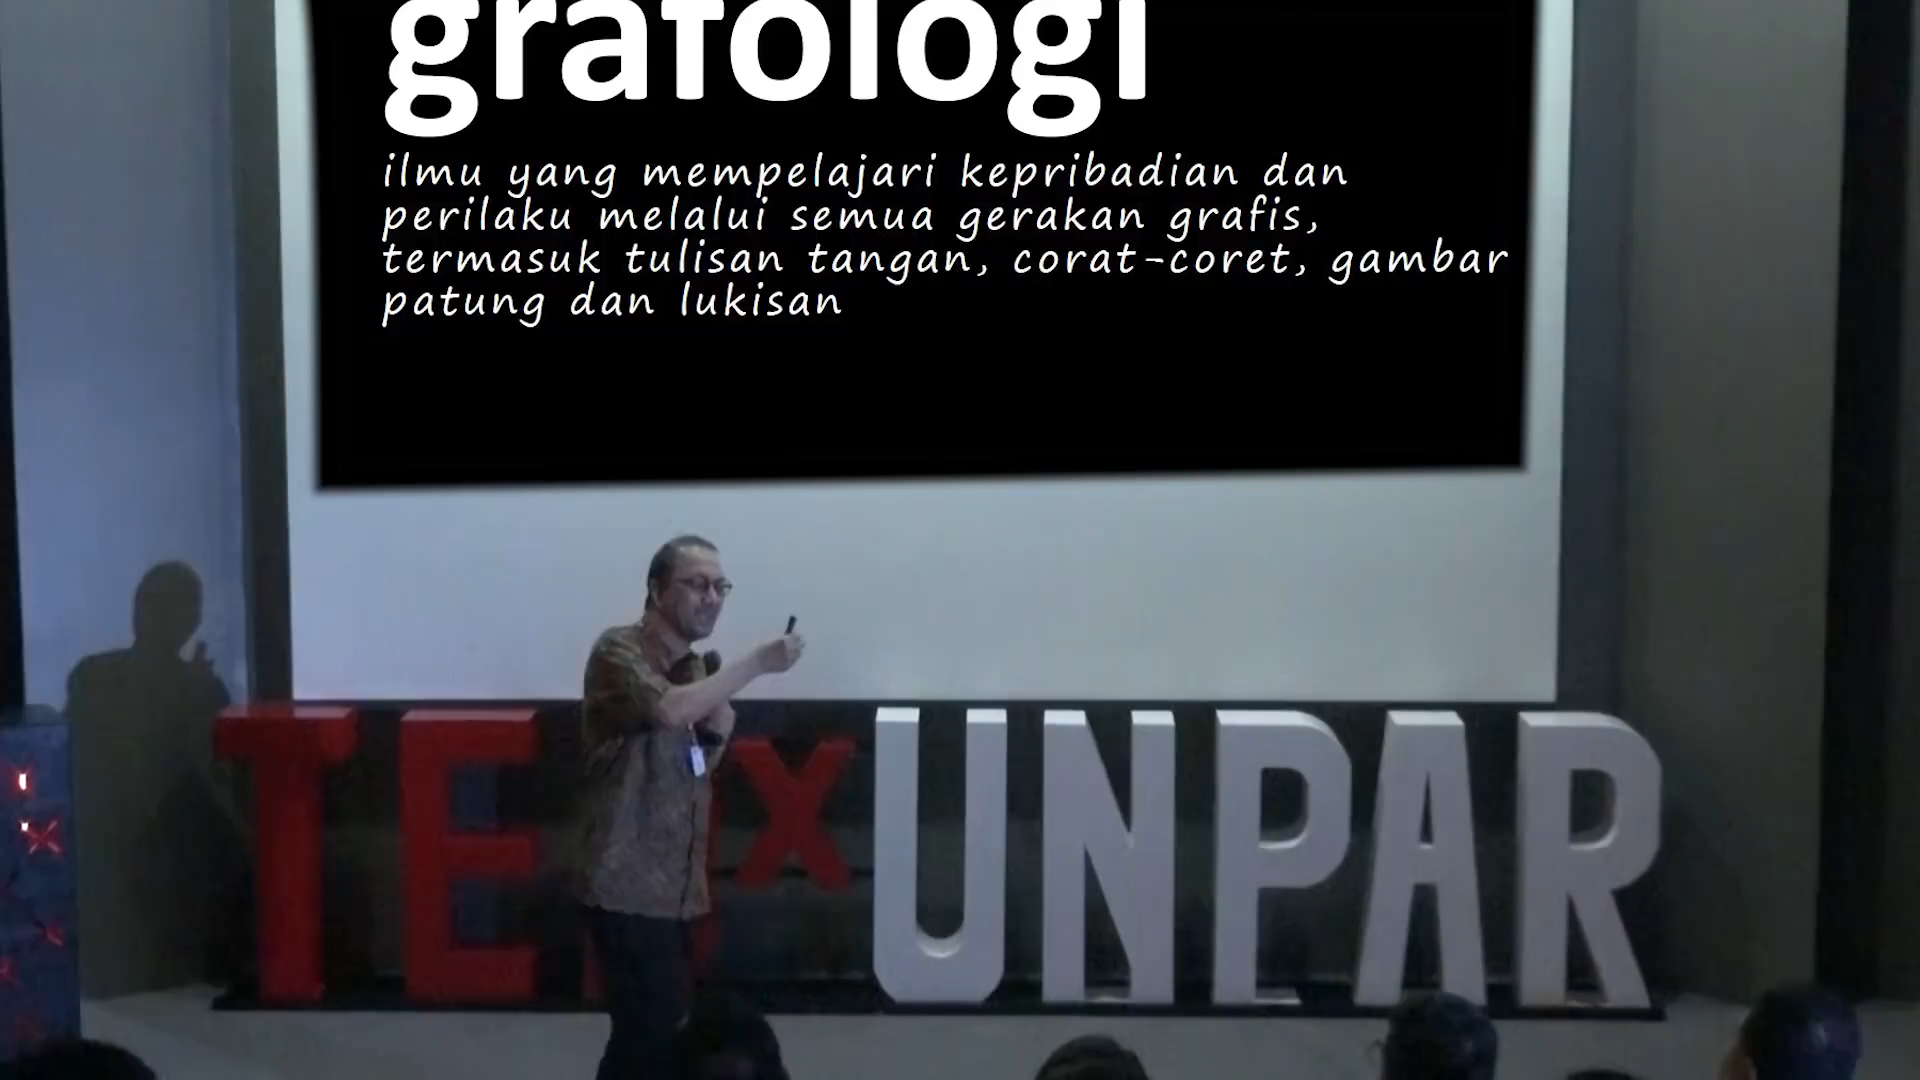 grafologi
ilmu yang mempelajari kepribadian dan
perilaku melalui semua gerakan grafis,
termasuk tulisan tangan, corat-coret, gambar
patung dan lukisan
TEDx UNPAR